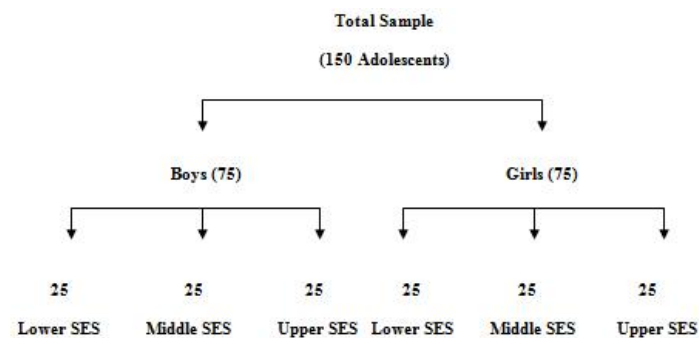 Total Sample
(150 Adolescents)
Boys (75) Girls (75)
25 25 25 25 25 25
Lower SES Middle SES Upper SES Lower SES Middle SES Upper SES